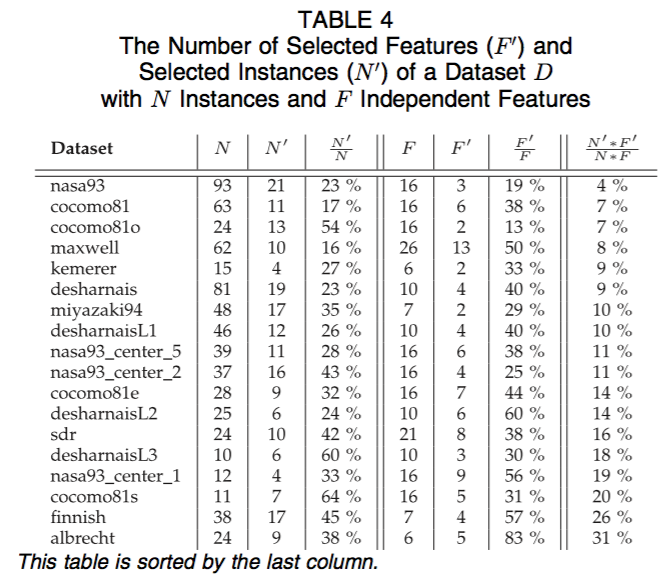 TABLE 4
The Number of Selected Features (F′) and
Selected Instances (N′) of a Dataset D
with N Instances and F Independent Features
Dataset N N′ N′/N F F′ F′/F N′∗F′/N∗F
nasa93 93 21 23 % 16 3 19 % 4 %
cocomo81 63 11 17 % 16 6 38 % 7 %
cocomo81o 24 13 54 % 16 2 13 % 7 %
maxwell 62 10 16 % 26 13 50 % 8 %
kemerer 15 4 27 % 6 2 33 % 9 %
desharnais 81 19 23 % 10 4 40 % 9 %
miyazaki94 48 17 35 % 7 2 29 % 10 %
desharnaisL1 46 12 26 % 10 4 40 % 10 %
nasa93_center_5 39 11 28 % 16 6 38 % 11 %
nasa93_center_2 37 16 43 % 16 4 25 % 11 %
cocomo81e 28 9 32 % 16 7 44 % 14 %
desharnaisL2 25 6 24 % 10 6 60 % 14 %
sdr 24 10 42 % 21 8 38 % 16 %
desharnaisL3 10 6 60 % 10 3 30 % 18 %
nasa93_center_1 12 4 33 % 16 9 56 % 19 %
cocomo81s 11 7 64 % 16 5 31 % 20 %
finnish 38 17 45 % 7 4 57 % 26 %
albrecht 24 9 38 % 6 5 83 % 31 %
This table is sorted by the last column.